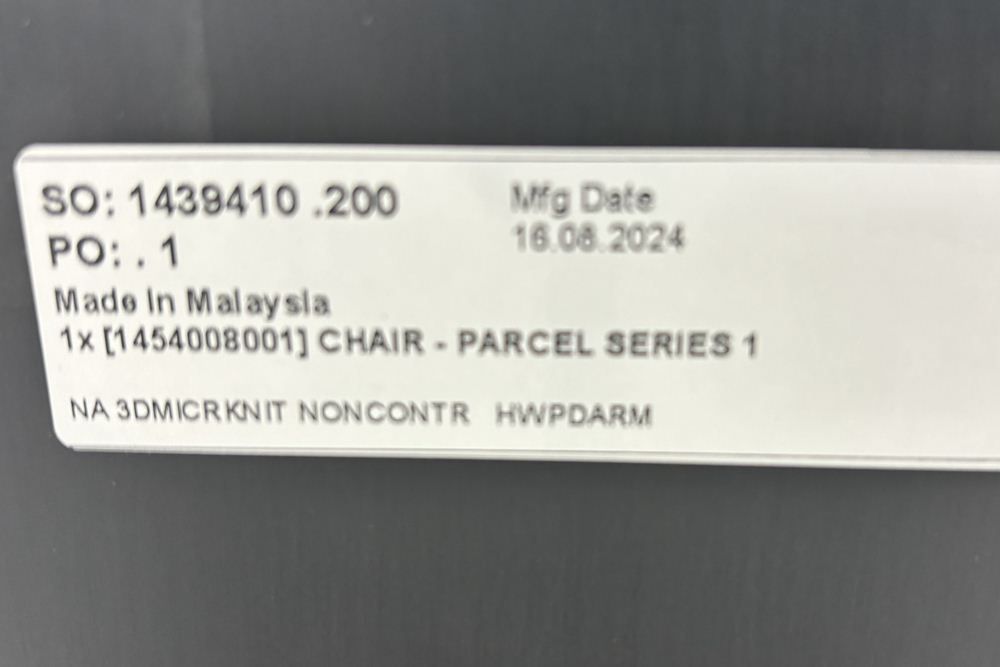 SO: 1439410 .200
Mfg Date
16.08.2024
PO: . 1
Made In Malaysia
1x [1454008001] CHAIR - PARCEL SERIES 1
NA 3DMICRKNIT NONCONTR HWPDARM